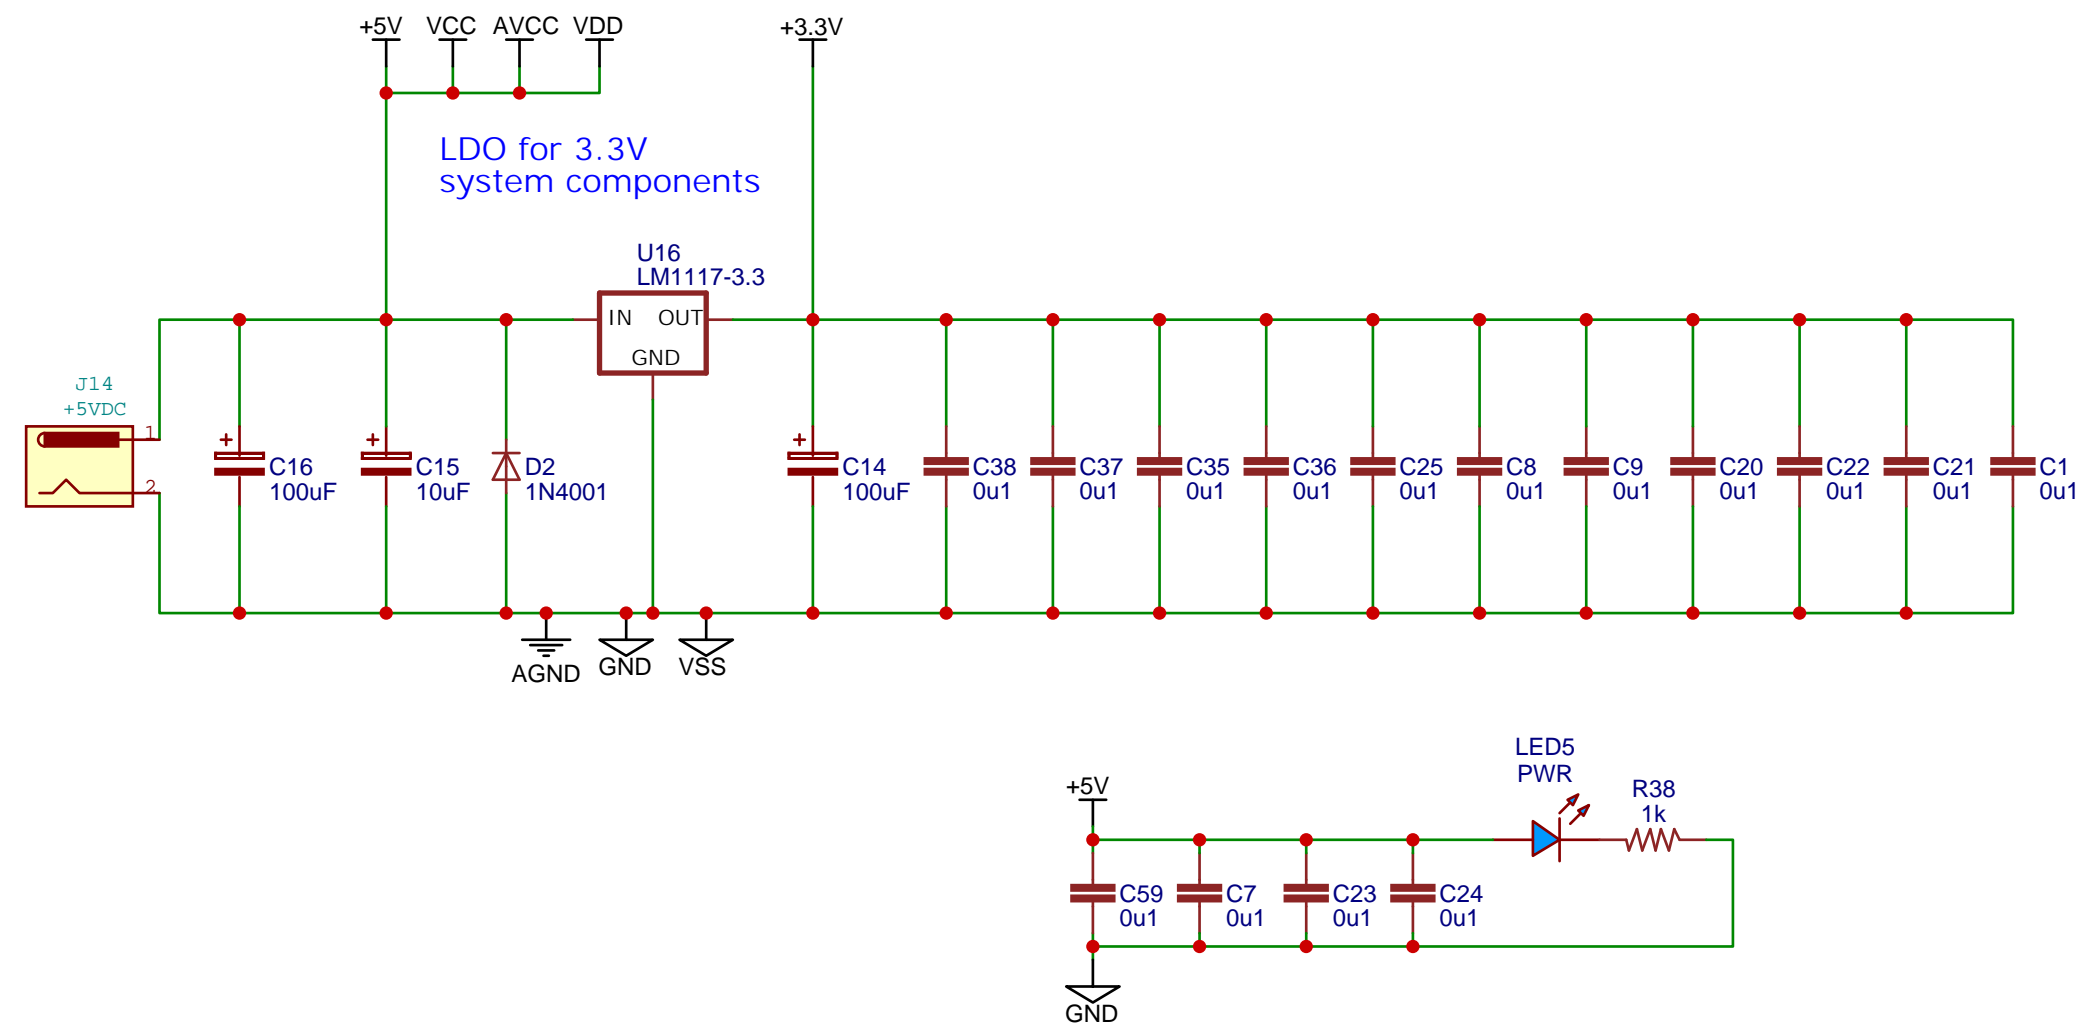 +5V
VCC
AVCC
VDD
+3.3V
LDO for 3.3V
system components
U16
LM1117-3.3
IN
OUT
GND
J14
+5VDC
1
2
+
C16
100uF
+
C15
10uF
D2
1N4001
+
C14
100uF
C38
0u1
C37
0u1
C35
0u1
C36
0u1
C25
0u1
C8
0u1
C9
0u1
C20
0u1
C22
0u1
C21
0u1
C1
0u1
AGND
GND
VSS
LED5
PWR
R38
1k
+5V
C59
0u1
C7
0u1
C23
0u1
C24
0u1
GND